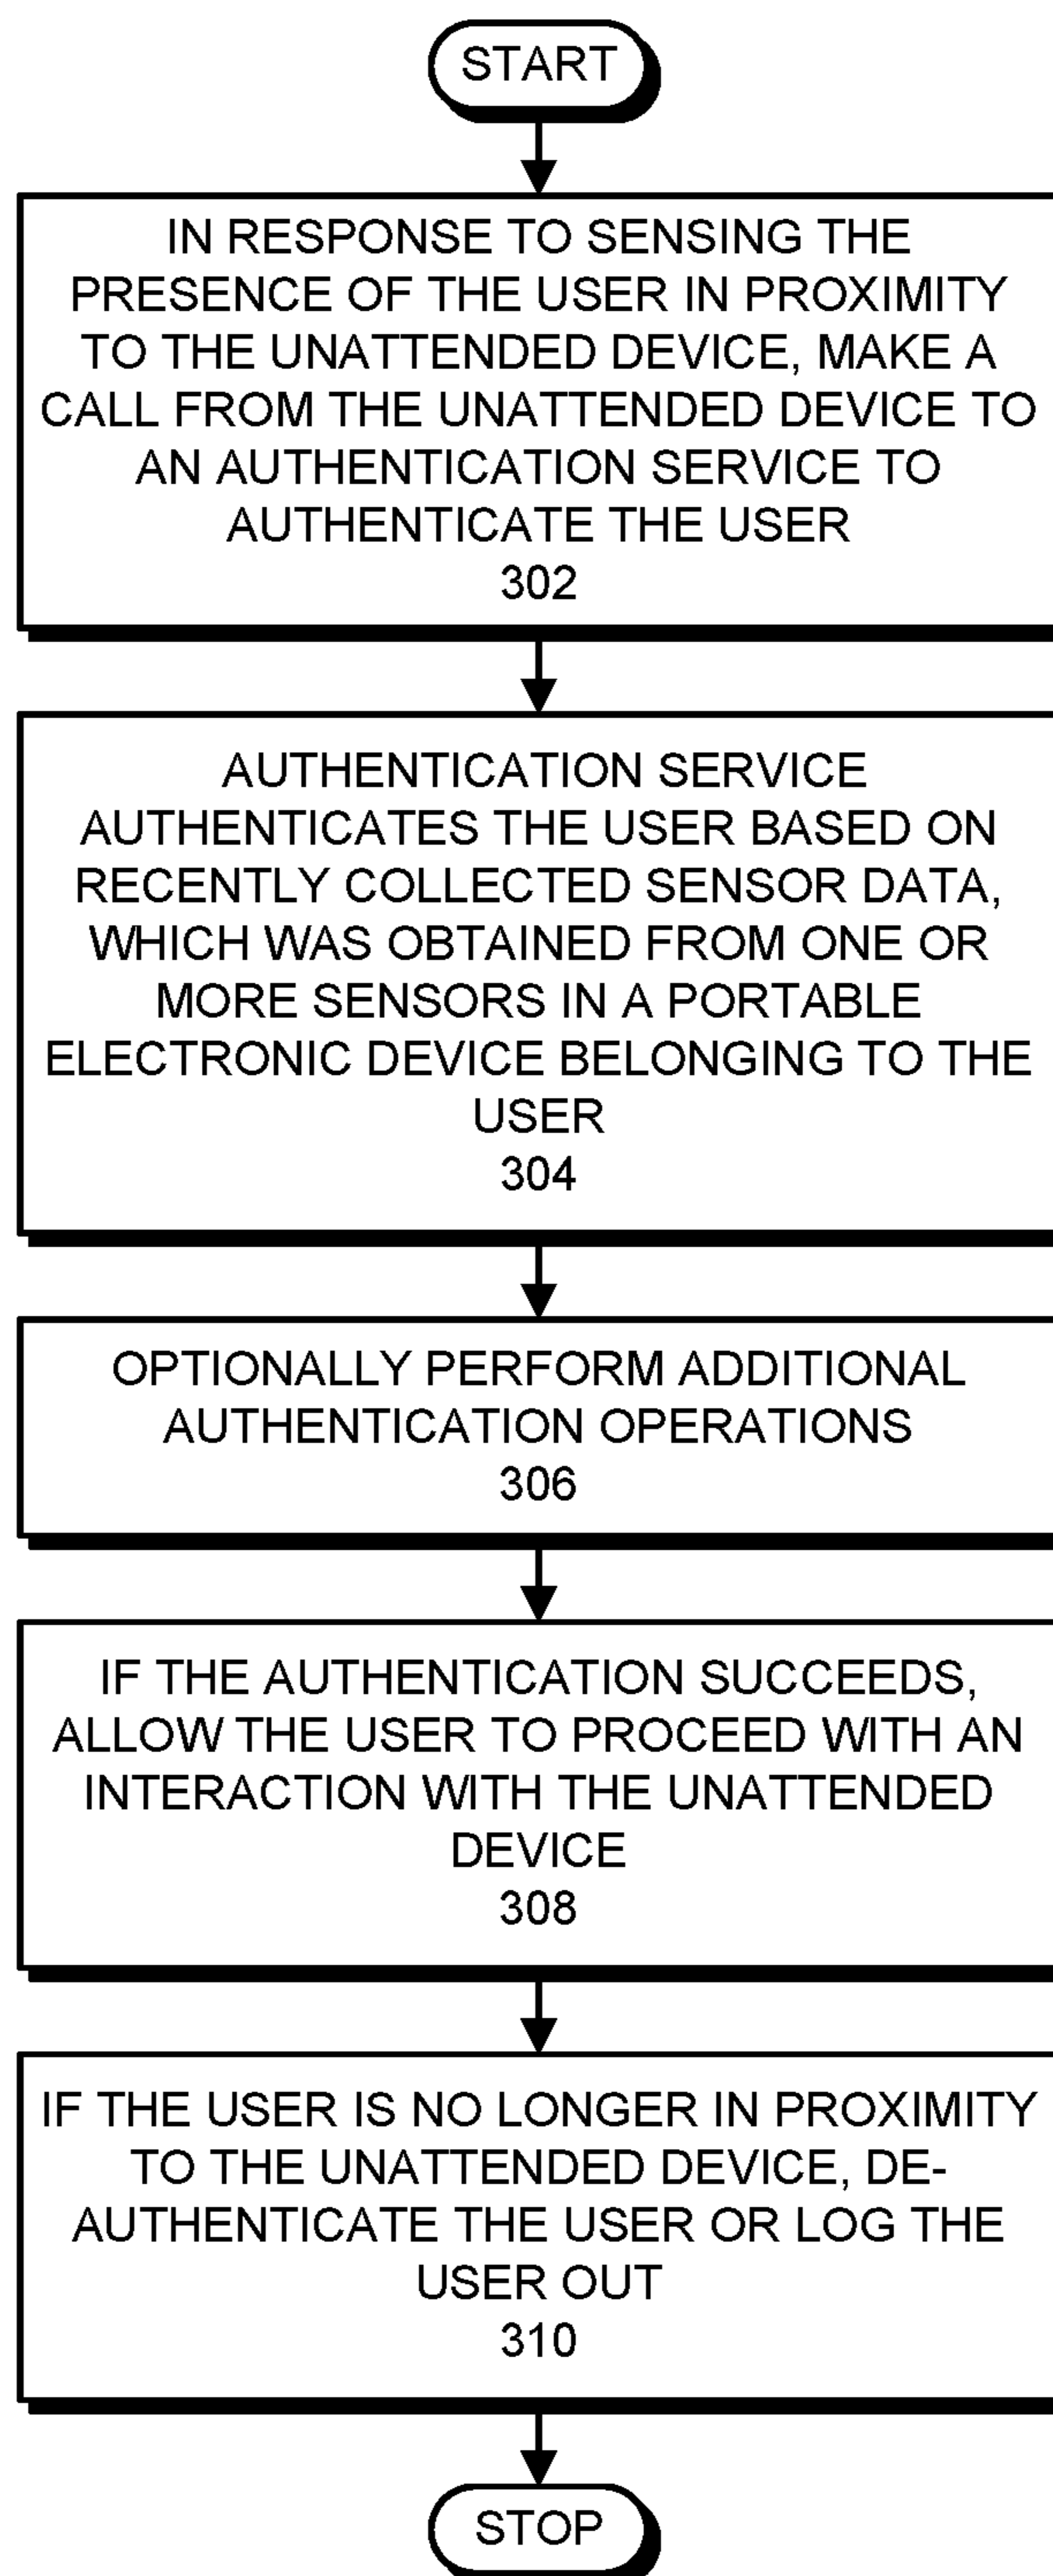 START
IN RESPONSE TO SENSING THE
PRESENCE OF THE USER IN PROXIMITY
TO THE UNATTENDED DEVICE, MAKE A
CALL FROM THE UNATTENDED DEVICE TO
AN AUTHENTICATION SERVICE TO
AUTHENTICATE THE USER
302
AUTHENTICATION SERVICE
AUTHENTICATES THE USER BASED ON
RECENTLY COLLECTED SENSOR DATA,
WHICH WAS OBTAINED FROM ONE OR
MORE SENSORS IN A PORTABLE
ELECTRONIC DEVICE BELONGING TO THE
USER
304
OPTIONALLY PERFORM ADDITIONAL
AUTHENTICATION OPERATIONS
306
IF THE AUTHENTICATION SUCCEEDS,
ALLOW THE USER TO PROCEED WITH AN
INTERACTION WITH THE UNATTENDED
DEVICE
308
IF THE USER IS NO LONGER IN PROXIMITY
TO THE UNATTENDED DEVICE, DE-
AUTHENTICATE THE USER OR LOG THE
USER OUT
310
STOP